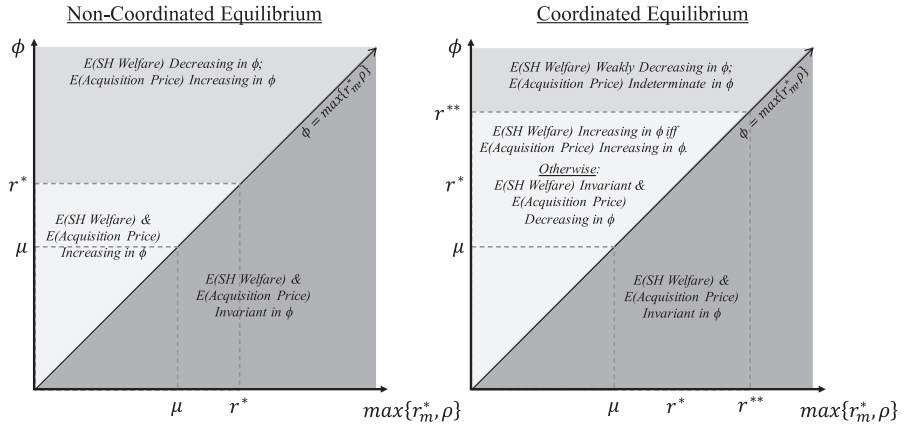 Non-Coordinated Equilibrium
ϕ
E(SH Welfare) Decreasing in ϕ;
E(Acquisition Price) Increasing in ϕ
ϕ = max{r*m, ρ}
r*
E(SH Welfare) &
E(Acquisition Price)
Increasing in ϕ
μ
E(SH Welfare) &
E(Acquisition Price)
Invariant in ϕ
μ
r*
max{r*m, ρ}
Coordinated Equilibrium
ϕ
E(SH Welfare) Weakly Decreasing in ϕ;
E(Acquisition Price) Indeterminate in ϕ
ϕ = max{r*m, ρ}
r**
E(SH Welfare) Increasing in ϕ iff
E(Acquisition Price) Increasing in ϕ.
Otherwise:
E(SH Welfare) Invariant &
E(Acquisition Price)
Decreasing in ϕ
r*
μ
E(SH Welfare) &
E(Acquisition Price)
Invariant in ϕ
μ
r*
r**
max{r*m, ρ}